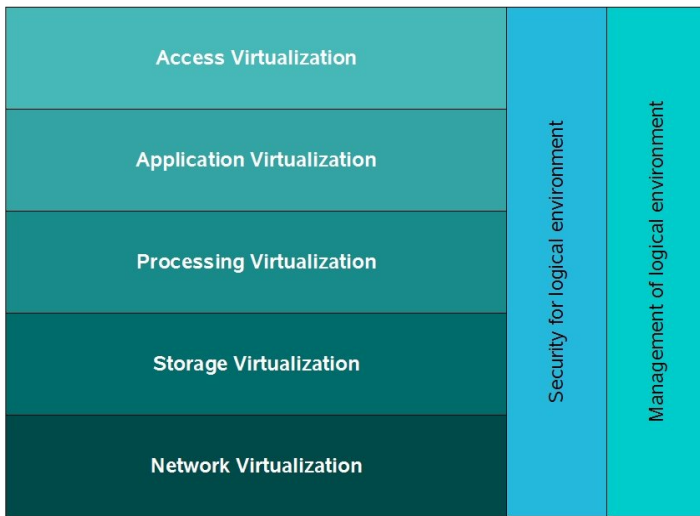 Access Virtualization
Application Virtualization
Processing Virtualization
Storage Virtualization
Network Virtualization
Security for logical environment
Management of logical environment